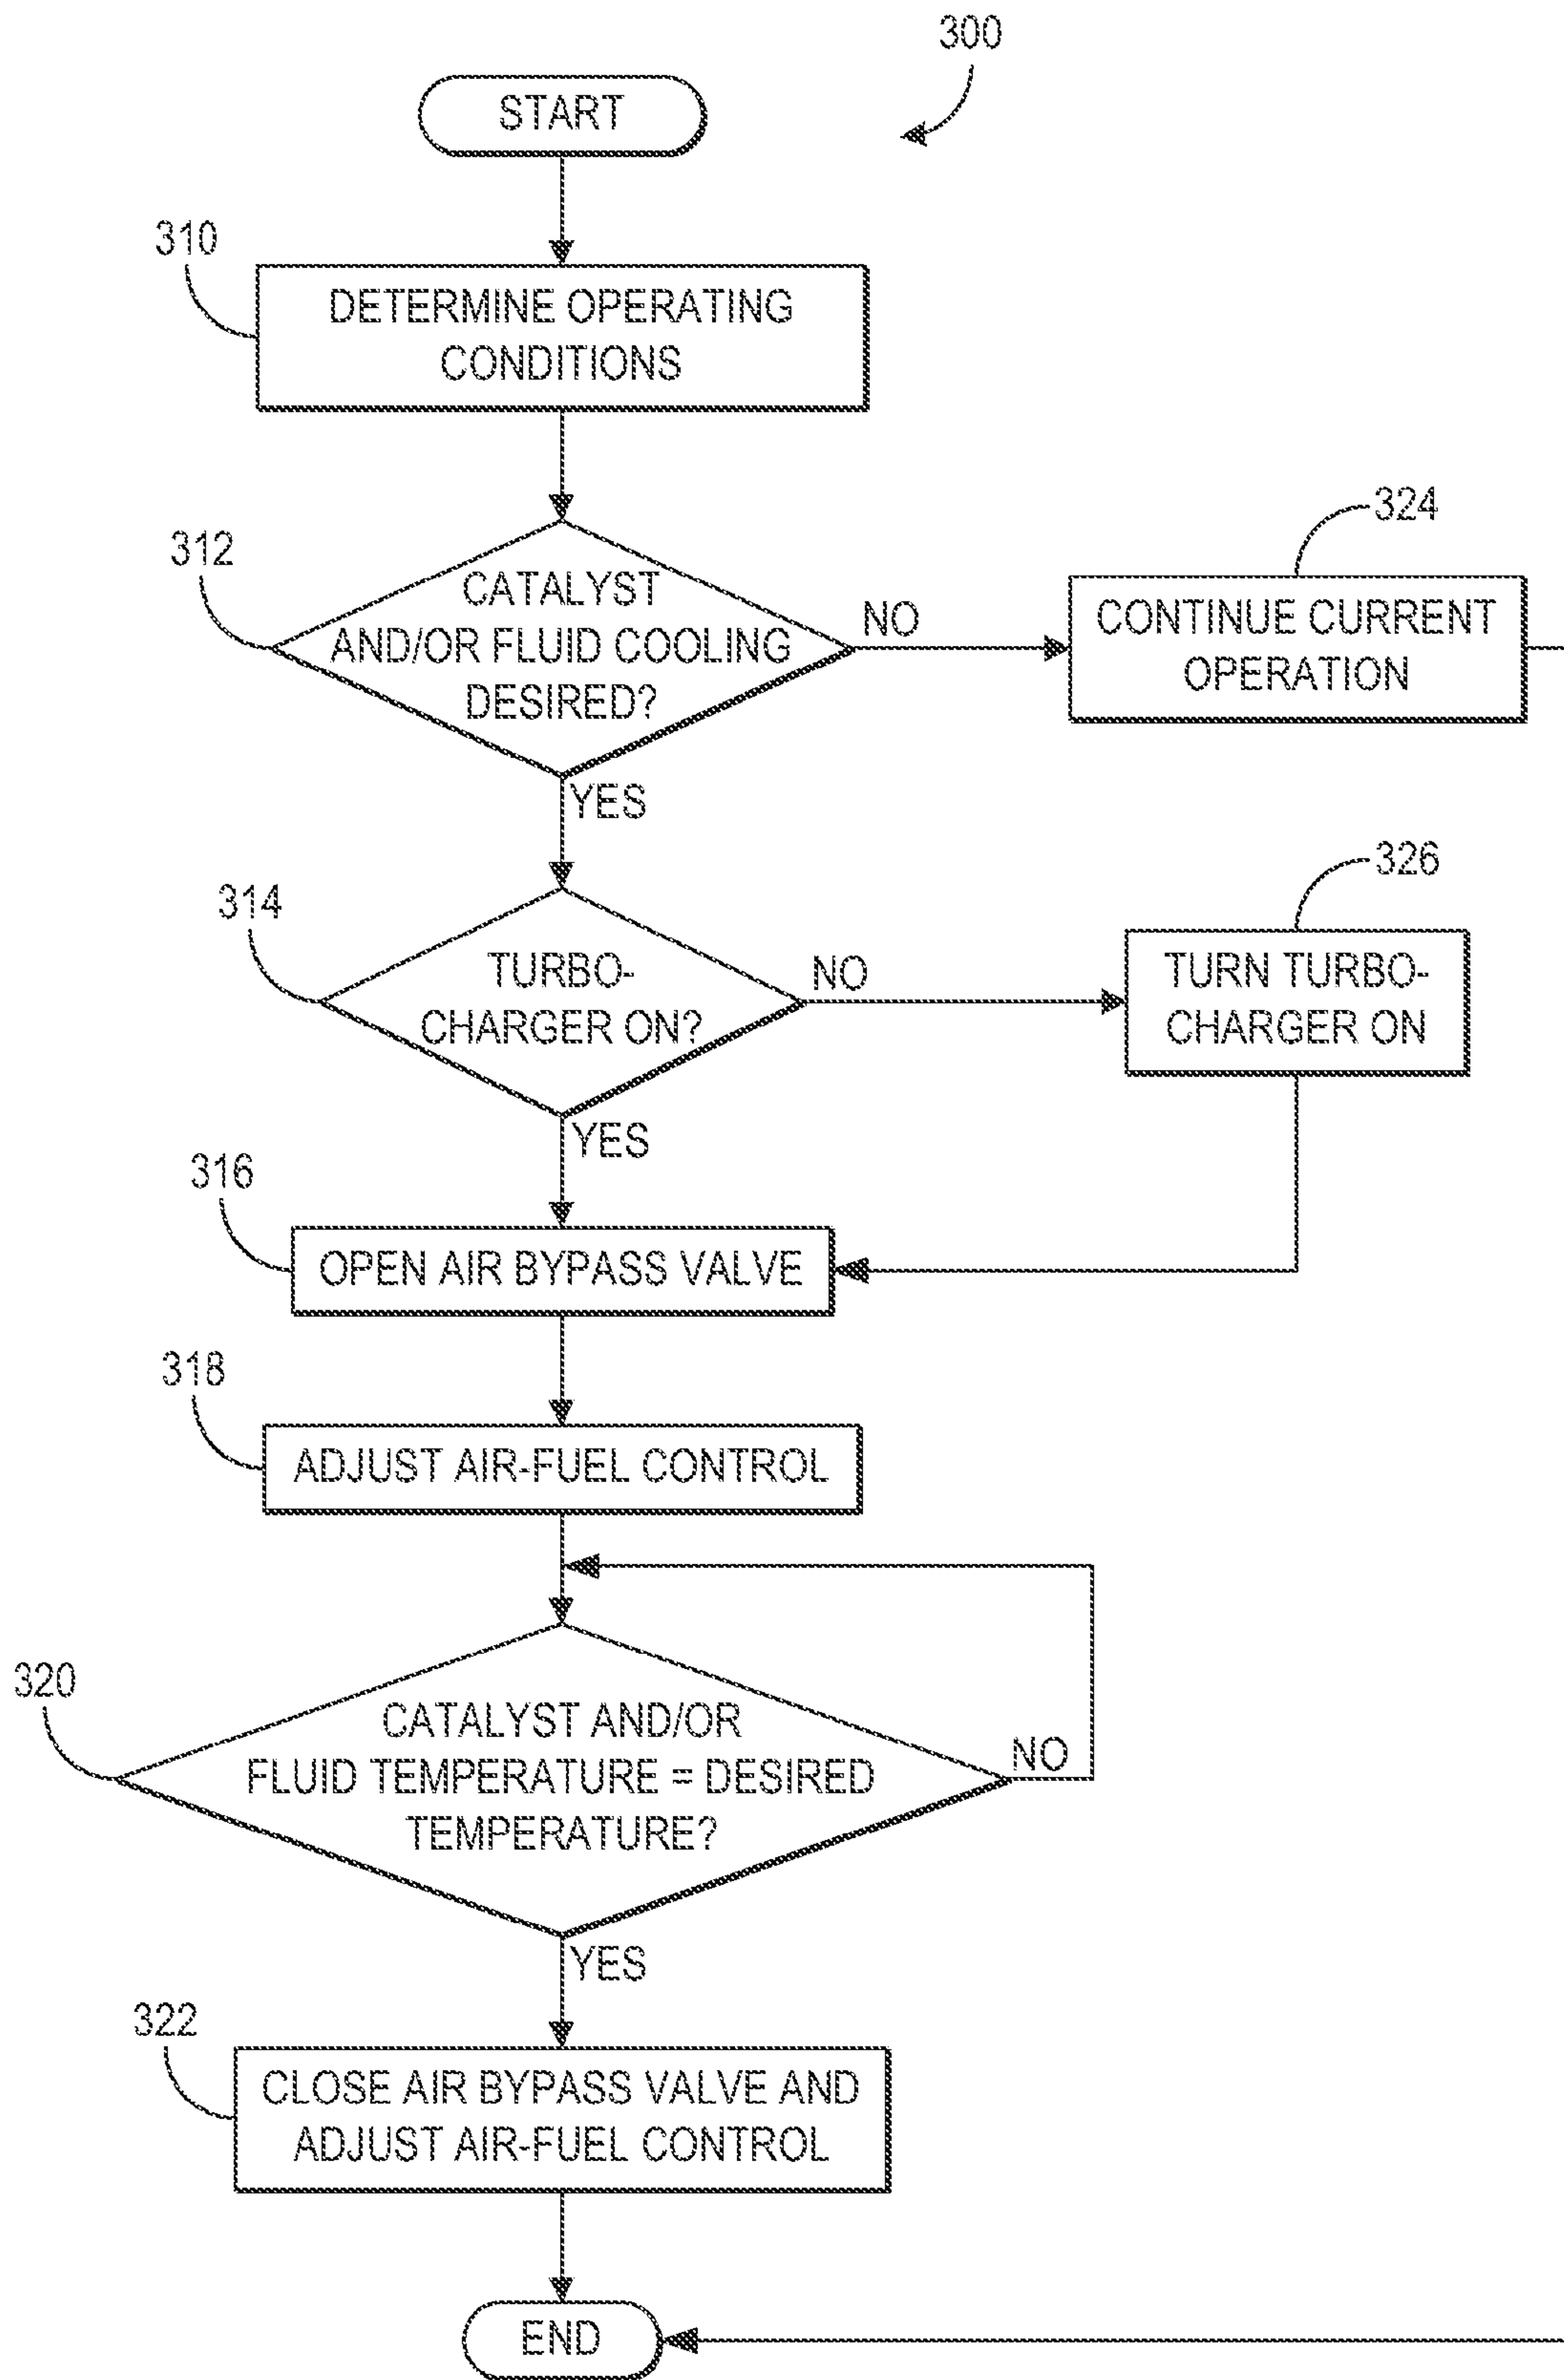 300
START
310
DETERMINE OPERATING
CONDITIONS
312
CATALYST
AND/OR FLUID COOLING
DESIRED?
NO
324
CONTINUE CURRENT
OPERATION
YES
314
TURBO-
CHARGER ON?
NO
326
TURN TURBO-
CHARGER ON
YES
316
OPEN AIR BYPASS VALVE
318
ADJUST AIR-FUEL CONTROL
320
CATALYST AND/OR
FLUID TEMPERATURE = DESIRED
TEMPERATURE?
NO
YES
322
CLOSE AIR BYPASS VALVE AND
ADJUST AIR-FUEL CONTROL
END